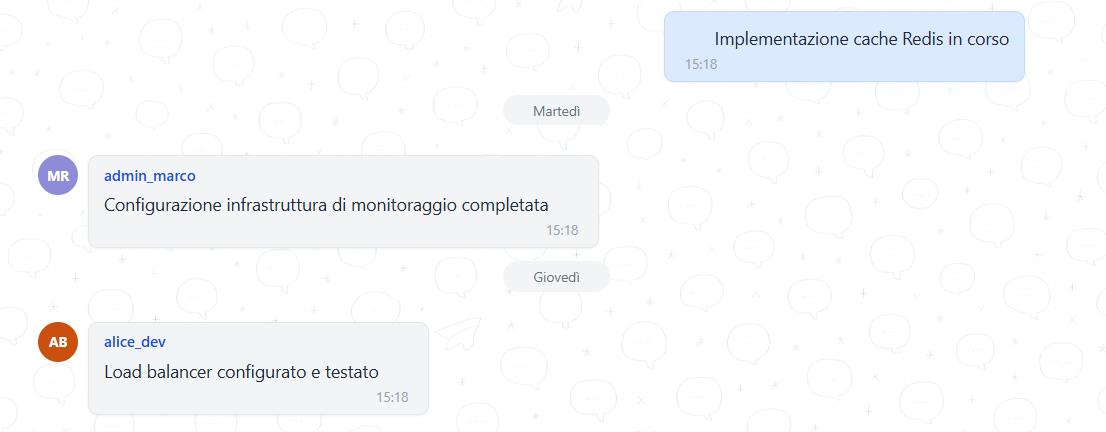 Implementazione cache Redis in corso
15:18
Martedì
MR
admin_marco
Configurazione infrastruttura di monitoraggio completata
15:18
Giovedì
AB
alice_dev
Load balancer configurato e testato
15:18